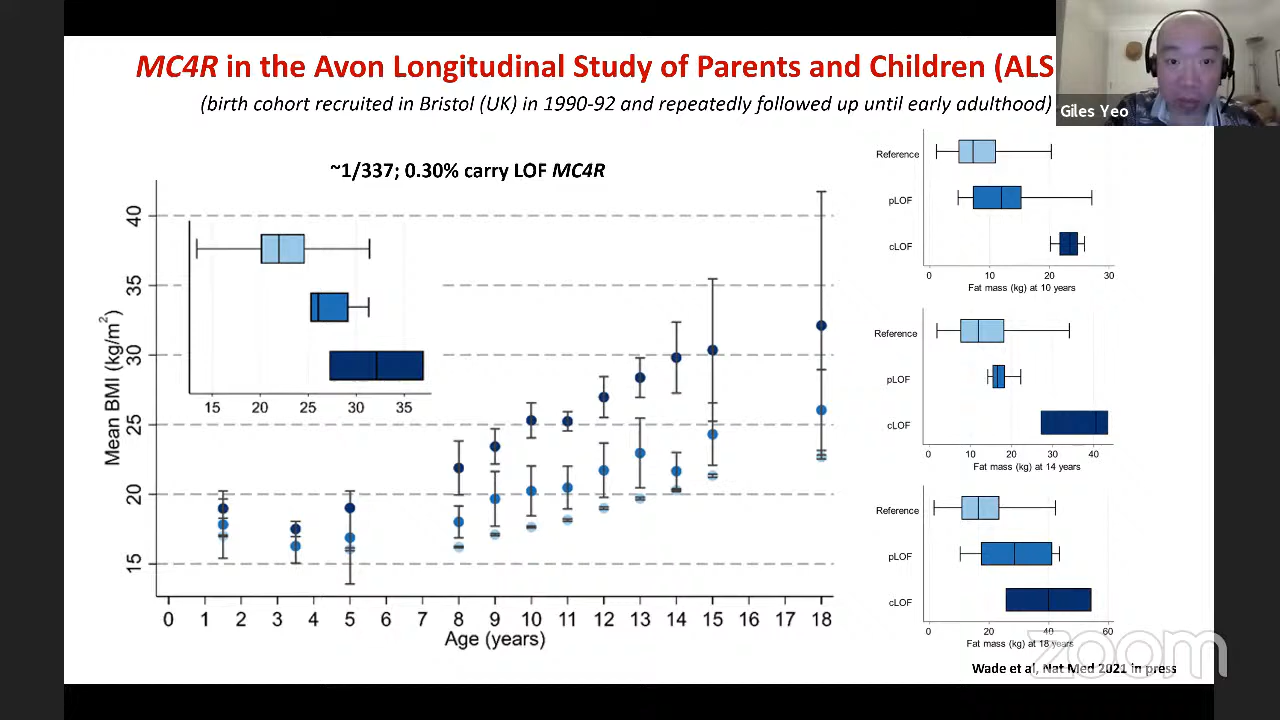 MC4R in the Avon Longitudinal Study of Parents and Children (ALS
(birth cohort recruited in Bristol (UK) in 1990-92 and repeatedly followed up until early adulthood)
Giles Yeo
~1/337; 0.30% carry LOF MC4R
Mean BMI (kg/m²)
40
35
30
25
20
15
15 20 25 30 35
0 1 2 3 4 5 6 7 8 9 10 11 12 13 14 15 16 17 18
Age (years)
Reference
pLOF
cLOF
0 10 20 30
Fat mass (kg) at 10 years
Reference
pLOF
cLOF
0 10 20 30 40
Fat mass (kg) at 14 years
Reference
pLOF
cLOF
0 20 40 60
Fat mass (kg) at 18 years
zoom
Wade et al, Nat Med 2021 in press